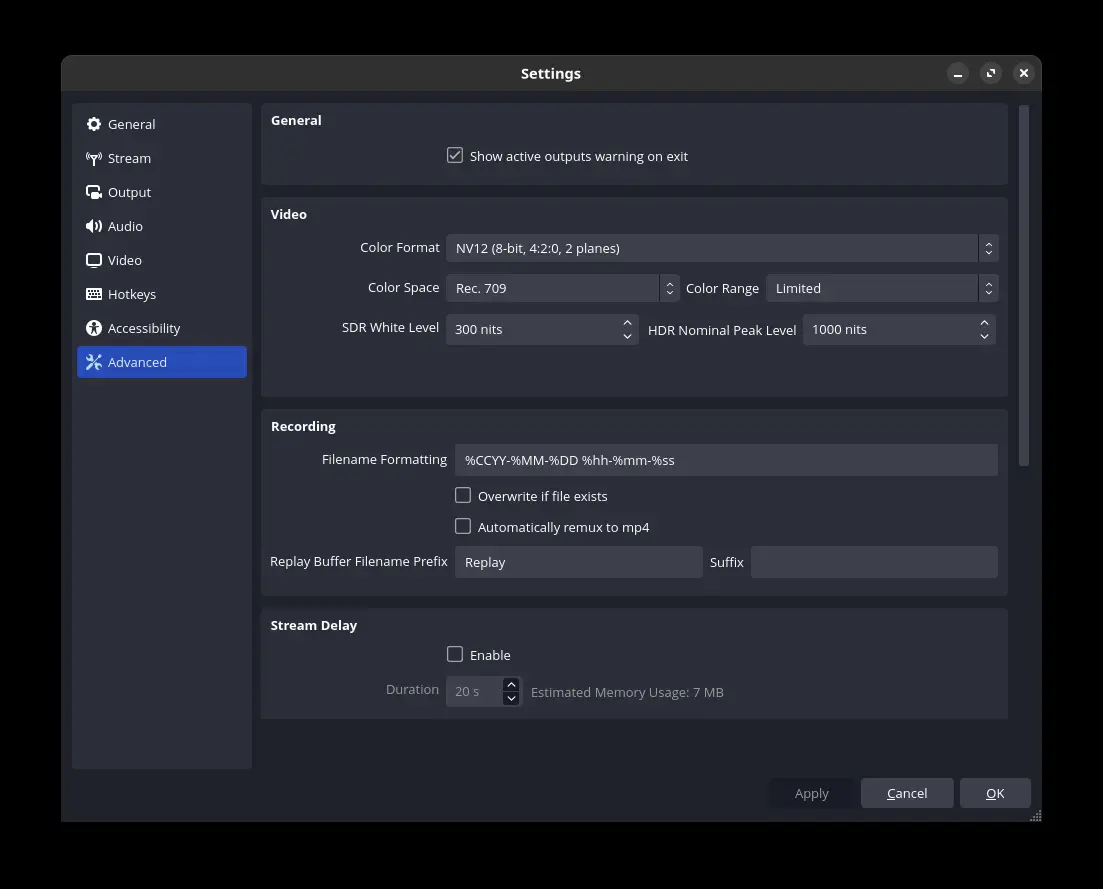 Settings
General
Stream
Output
Audio
Video
Hotkeys
Accessibility
Advanced
General
Show active outputs warning on exit
Video
Color Format NV12 (8-bit, 4:2:0, 2 planes)
Color Space Rec. 709 Color Range Limited
SDR White Level 300 nits HDR Nominal Peak Level 1000 nits
Recording
Filename Formatting %CCYY-%MM-%DD %hh-%mm-%ss
Overwrite if file exists
Automatically remux to mp4
Replay Buffer Filename Prefix Replay Suffix
Stream Delay
Enable
Duration 20 s Estimated Memory Usage: 7 MB
Apply Cancel OK